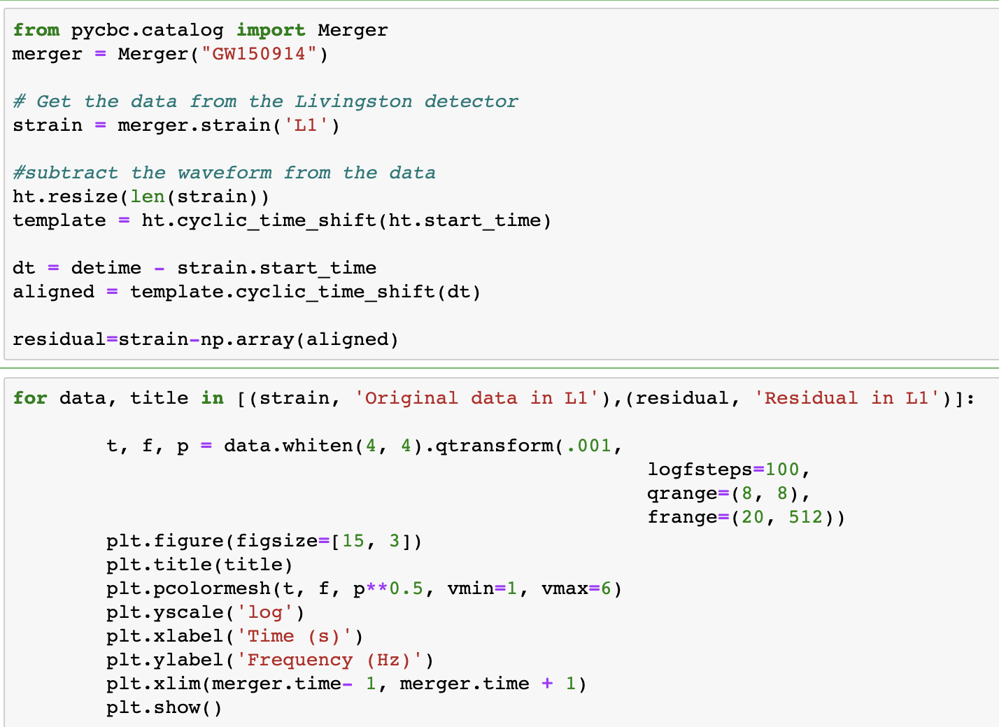 from pycbc.catalog import Merger
merger = Merger("GW150914")
# Get the data from the Livingston detector
strain = merger.strain('L1')
#subtract the waveform from the data
ht.resize(len(strain))
template = ht.cyclic_time_shift(ht.start_time)
dt = detime - strain.start_time
aligned = template.cyclic_time_shift(dt)
residual=strain-np.array(aligned)
for data, title in [(strain, 'Original data in L1'),(residual, 'Residual in L1')]:
t, f, p = data.whiten(4, 4).qtransform(.001,
logfsteps=100,
qrange=(8, 8),
frange=(20, 512))
plt.figure(figsize=[15, 3])
plt.title(title)
plt.pcolormesh(t, f, p**0.5, vmin=1, vmax=6)
plt.yscale('log')
plt.xlabel('Time (s)')
plt.ylabel('Frequency (Hz)')
plt.xlim(merger.time- 1, merger.time + 1)
plt.show()